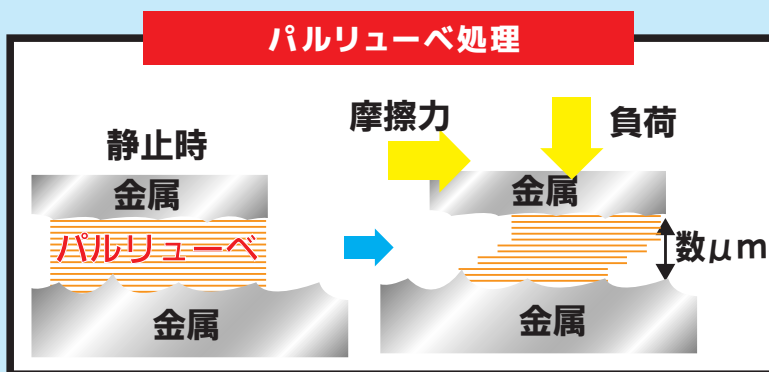 パルリューベ処理
静止時
金属
パルリューベ
金属
摩擦力
負荷
金属
数μm
金属